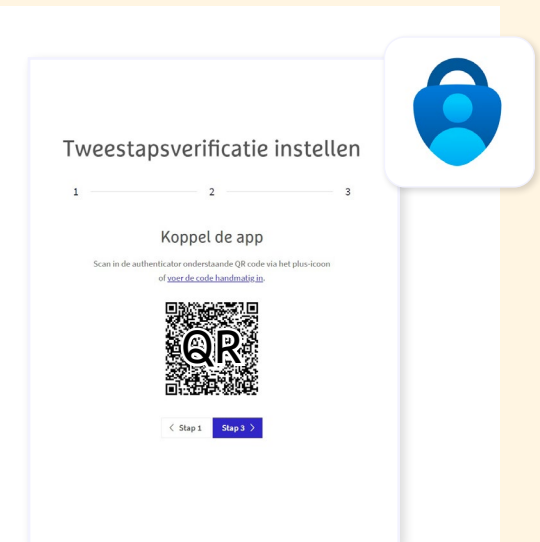 Tweestapsverificatie instellen
1 2 3
Koppel de app
Scan in de authenticator onderstaande QR code via het plus-icoon
of voer de code handmatig in.
QR
< Stap 1 Stap 3 >